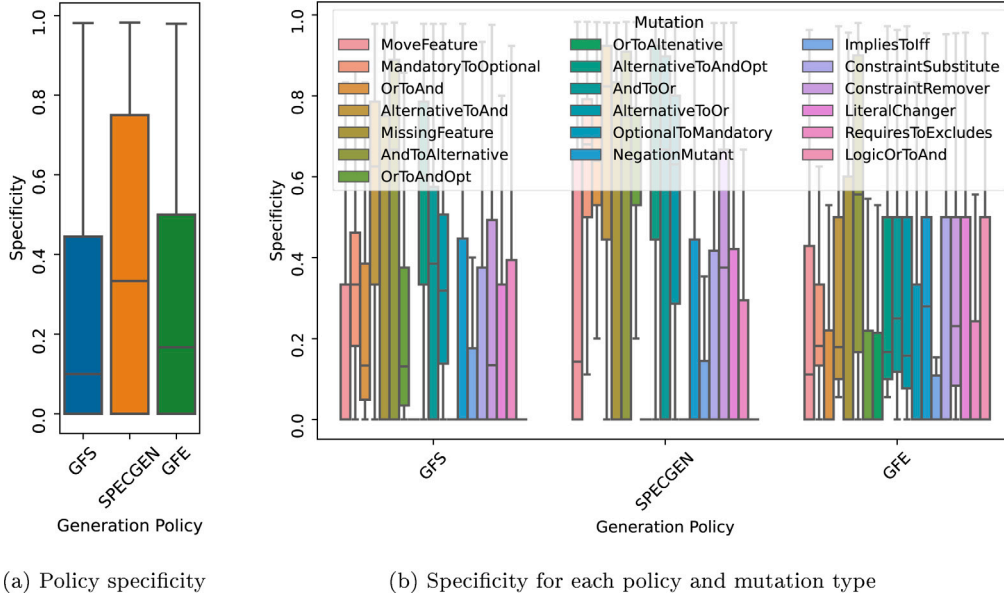 1.0
0.8
0.6
0.4
0.2
0.0
Specificity
GFS
SPECGEN
GFE
Generation Policy
(a) Policy specificity
1.0
0.8
0.6
0.4
0.2
0.0
Specificity
Mutation
MoveFeature
MandatoryToOptional
OrToAnd
AlternativeToAnd
MissingFeature
AndToAlternative
OrToAndOpt
OrToAltenative
AlternativeToAndOpt
AndToOr
AlternativeToOr
OptionalToMandatory
NegationMutant
ImpliesToIff
ConstraintSubstitute
ConstraintRemover
LiteralChanger
RequiresToExcludes
LogicOrToAnd
GFS
SPECGEN
GFE
Generation Policy
(b) Specificity for each policy and mutation type